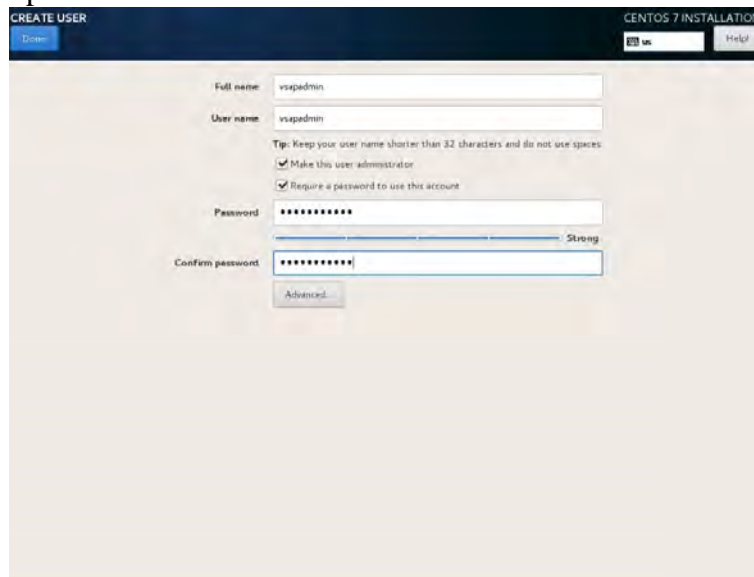 CREATE USER
CENTOS 7 INSTALLATIO
Done
us
Help!
Full name
vsapadmin
User name
vsapadmin
Tip: Keep your user name shorter than 32 characters and do not use spaces.
Make this user administrator
Require a password to use this account
Password
•••••••••••
Strong
Confirm password
•••••••••••
Advanced...